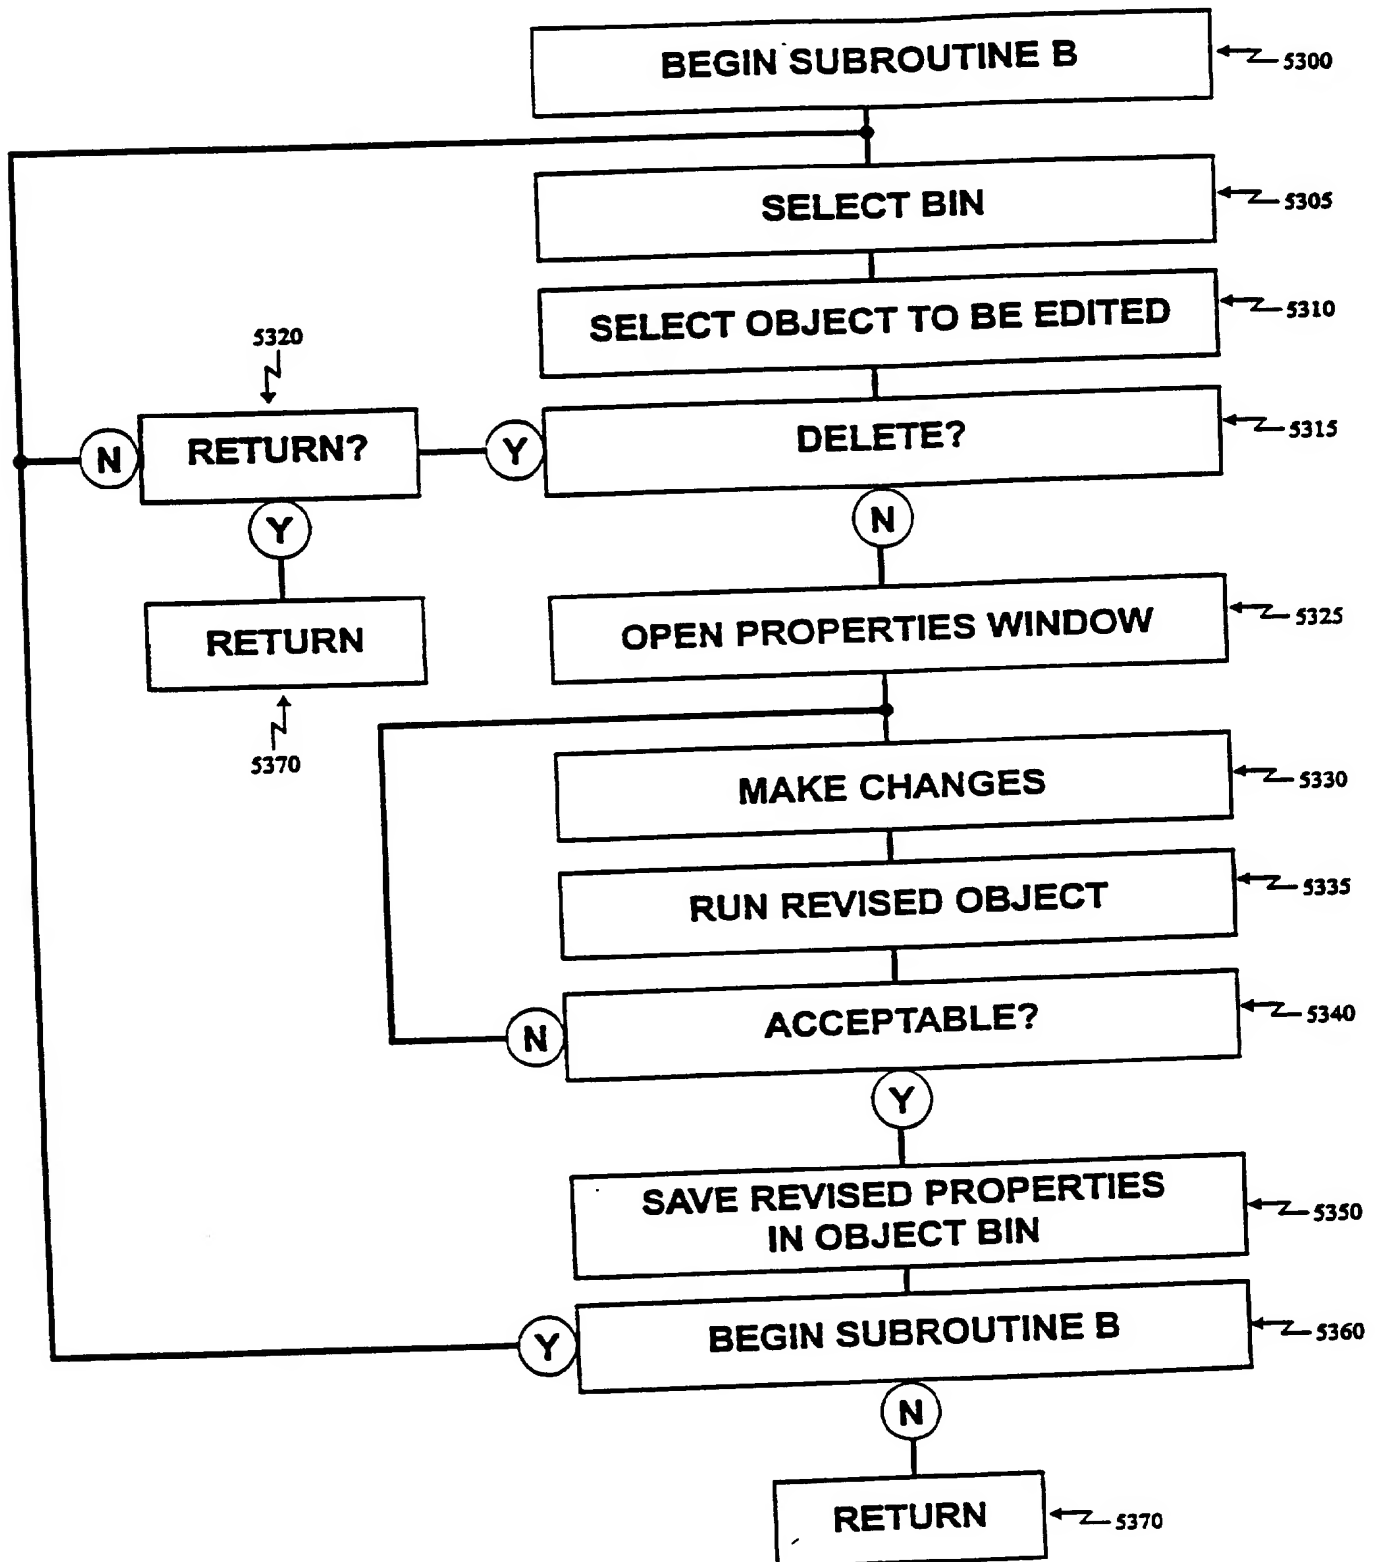 BEGIN SUBROUTINE B
5300
SELECT BIN
5305
SELECT OBJECT TO BE EDITED
5310
5320
N
RETURN?
Y
DELETE?
5315
Y
N
RETURN
5370
OPEN PROPERTIES WINDOW
5325
MAKE CHANGES
5330
RUN REVISED OBJECT
5335
N
ACCEPTABLE?
5340
Y
SAVE REVISED PROPERTIES
IN OBJECT BIN
5350
Y
BEGIN SUBROUTINE B
5360
N
RETURN
5370